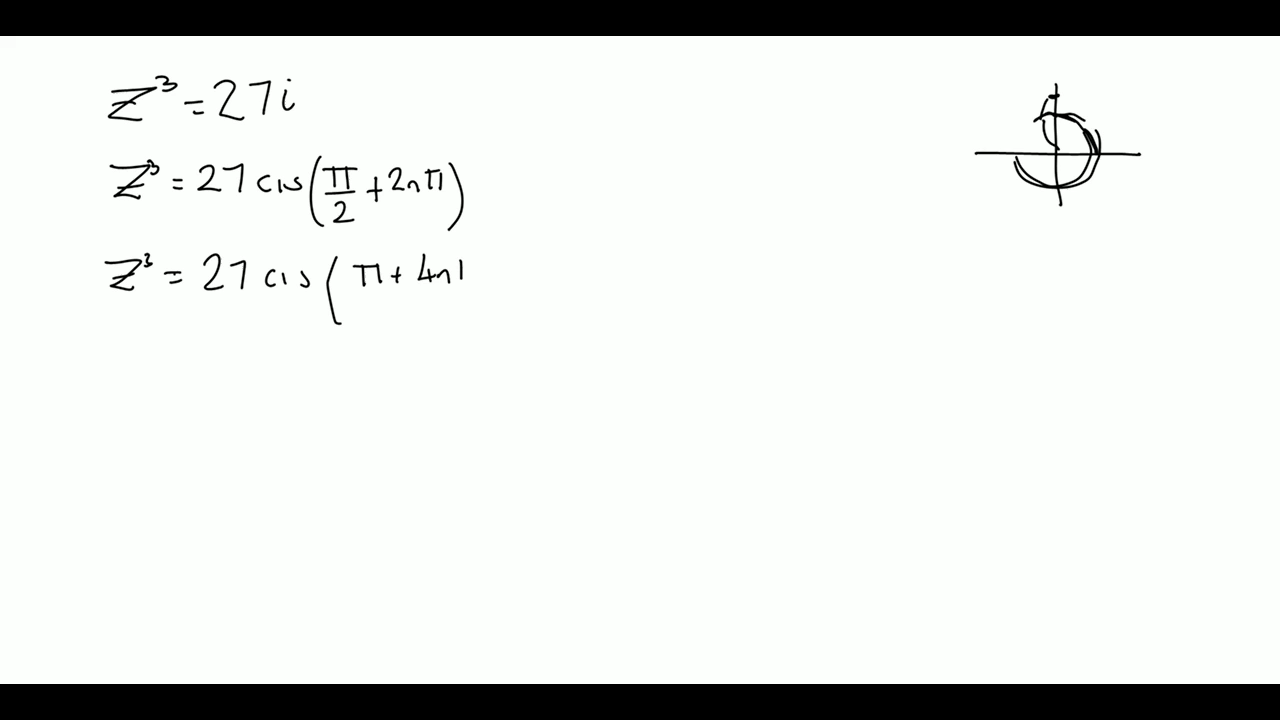 z³ = 27i
z³ = 27 cis(π/2 + 2nπ)
z³ = 27 cis( π + 4n